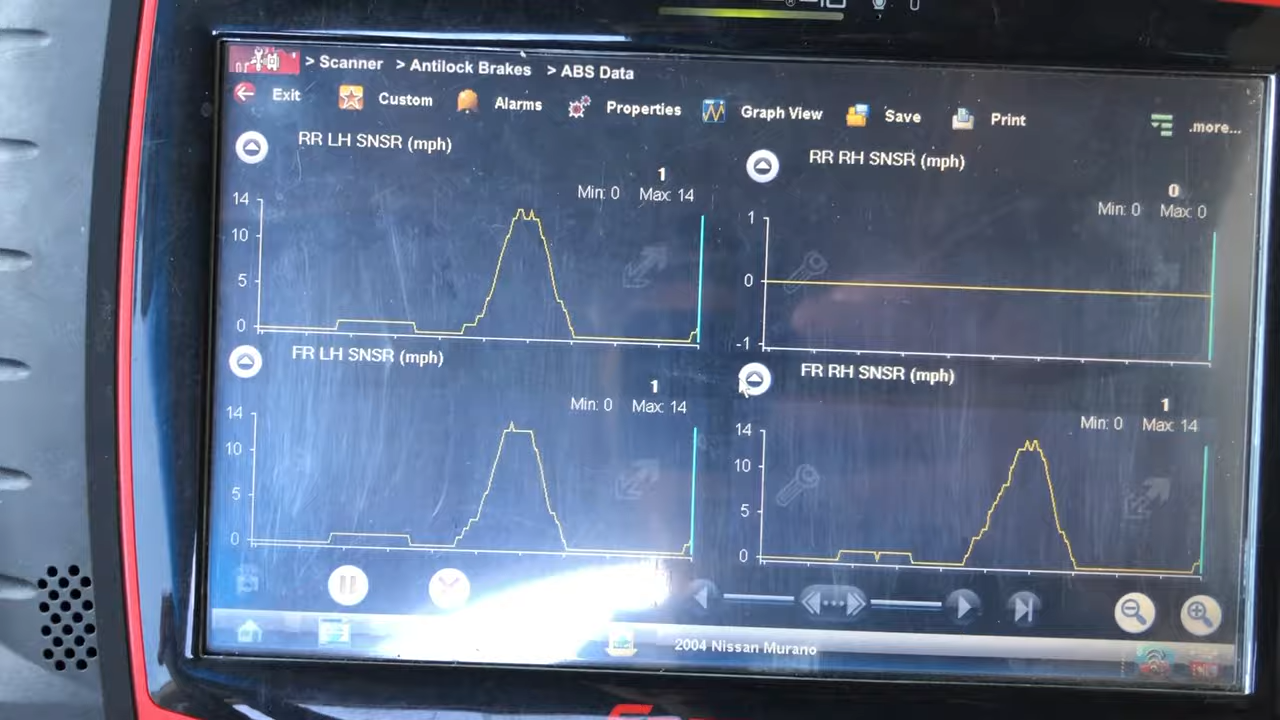 > Scanner > Antilock Brakes > ABS Data
Exit Custom Alarms Properties Graph View Save Print .more...
RR LH SNSR (mph)
1
Min: 0 Max: 14
14
10
5
0
RR RH SNSR (mph)
0
Min: 0 Max: 0
1
0
-1
FR LH SNSR (mph)
1
Min: 0 Max: 14
14
10
5
0
FR RH SNSR (mph)
1
Min: 0 Max: 14
14
10
5
0
2004 Nissan Murano